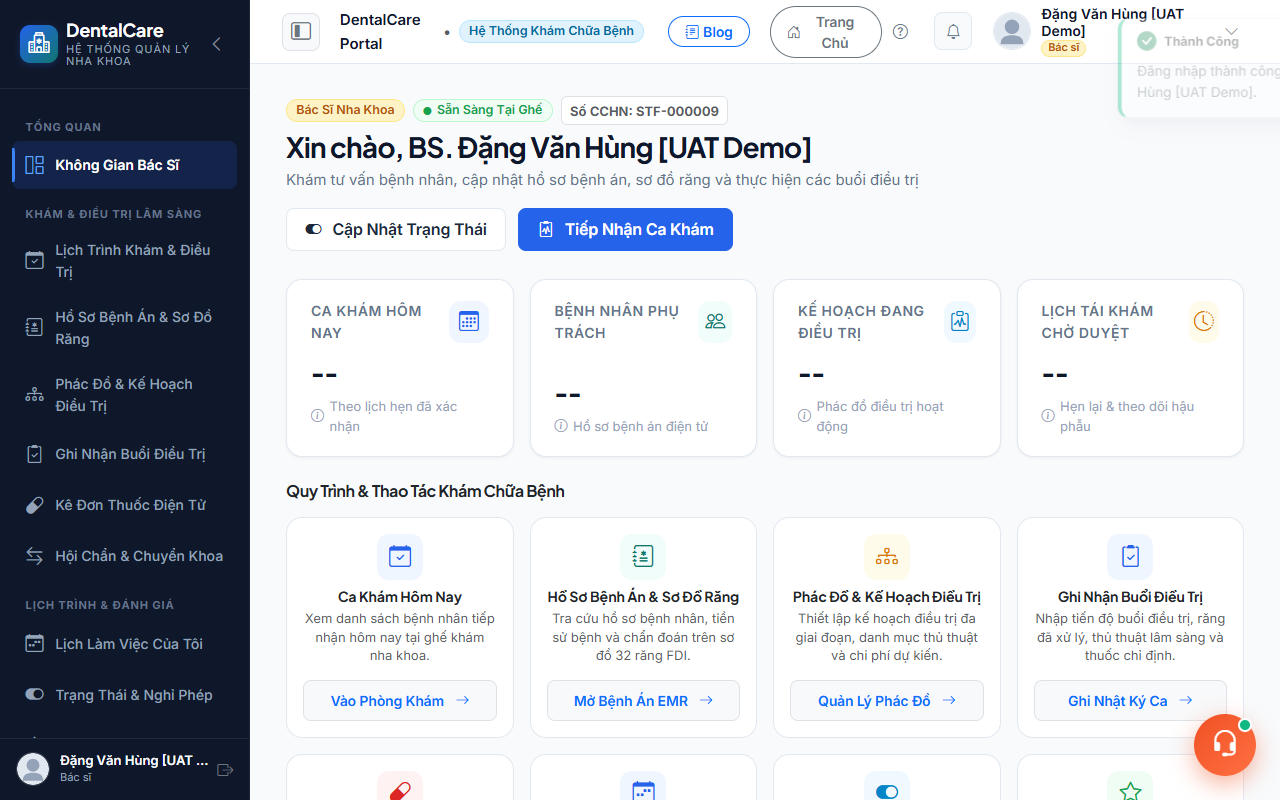 DentalCare
HỆ THỐNG QUẢN LÝ
NHA KHOA
TỔNG QUAN
Không Gian Bác Sĩ
KHÁM & ĐIỀU TRỊ LÂM SÀNG
Lịch Trình Khám & Điều
Trị
Hồ Sơ Bệnh Án & Sơ Đồ
Răng
Phác Đồ & Kế Hoạch
Điều Trị
Ghi Nhận Buổi Điều Trị
Kê Đơn Thuốc Điện Tử
Hội Chẩn & Chuyển Khoa
LỊCH TRÌNH & ĐÁNH GIÁ
Lịch Làm Việc Của Tôi
Trạng Thái & Nghỉ Phép
Đặng Văn Hùng [UAT ...
Bác sĩ
DentalCare
Portal
• Hệ Thống Khám Chữa Bệnh
Blog
Trang
Chủ
Đặng Văn Hùng [UAT
Demo]
Bác sĩ
Thành Công
Đăng nhập thành công
Hùng [UAT Demo].
Bác Sĩ Nha Khoa
Sẵn Sàng Tại Ghế
Số CCHN: STF-000009
Xin chào, BS. Đặng Văn Hùng [UAT Demo]
Khám tư vấn bệnh nhân, cập nhật hồ sơ bệnh án, sơ đồ răng và thực hiện các buổi điều trị
Cập Nhật Trạng Thái
Tiếp Nhận Ca Khám
CA KHÁM HÔM
NAY
--
Theo lịch hẹn đã xác
nhận
BỆNH NHÂN PHỤ
TRÁCH
--
Hồ sơ bệnh án điện tử
KẾ HOẠCH ĐANG
ĐIỀU TRỊ
--
Phác đồ điều trị hoạt
động
LỊCH TÁI KHÁM
CHỜ DUYỆT
--
Hẹn lại & theo dõi hậu
phẫu
Quy Trình & Thao Tác Khám Chữa Bệnh
Ca Khám Hôm Nay
Xem danh sách bệnh nhân tiếp
nhận hôm nay tại ghế khám
nha khoa.
Vào Phòng Khám
Hồ Sơ Bệnh Án & Sơ Đồ Răng
Tra cứu hồ sơ bệnh nhân, tiền
sử bệnh và chẩn đoán trên sơ
đồ 32 răng FDI.
Mở Bệnh Án EMR
Phác Đồ & Kế Hoạch Điều Trị
Thiết lập kế hoạch điều trị đa
giai đoạn, danh mục thủ thuật
và chi phí dự kiến.
Quản Lý Phác Đồ
Ghi Nhận Buổi Điều Trị
Nhập tiến độ buổi điều trị, răng
đã xử lý, thủ thuật lâm sàng và
thuốc chỉ định.
Ghi Nhật Ký Ca